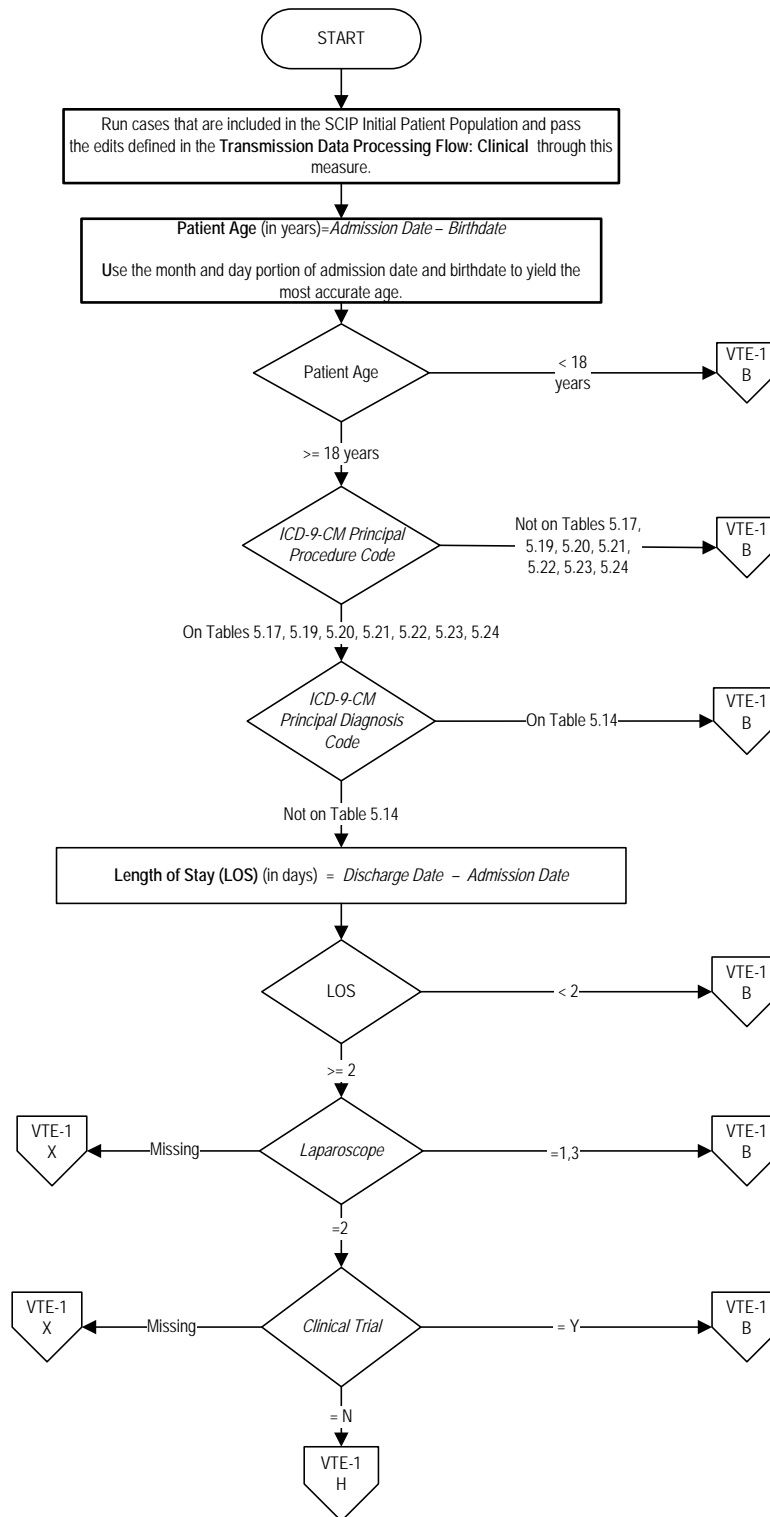 START
Run cases that are included in the SCIP Initial Patient Population and pass
the edits defined in the Transmission Data Processing Flow: Clinical through this
measure.
Patient Age (in years)=Admission Date – Birthdate
Use the month and day portion of admission date and birthdate to yield the
most accurate age.
Patient Age
< 18
years
VTE-1
B
>= 18 years
ICD-9-CM Principal
Procedure Code
Not on Tables 5.17,
5.19, 5.20, 5.21,
5.22, 5.23, 5.24
VTE-1
B
On Tables 5.17, 5.19, 5.20, 5.21, 5.22, 5.23, 5.24
ICD-9-CM
Principal Diagnosis
Code
On Table 5.14
VTE-1
B
Not on Table 5.14
Length of Stay (LOS) (in days) = Discharge Date – Admission Date
LOS
< 2
VTE-1
B
>= 2
VTE-1
X
Missing
Laparoscope
=1,3
VTE-1
B
=2
VTE-1
X
Missing
Clinical Trial
= Y
VTE-1
B
= N
VTE-1
H